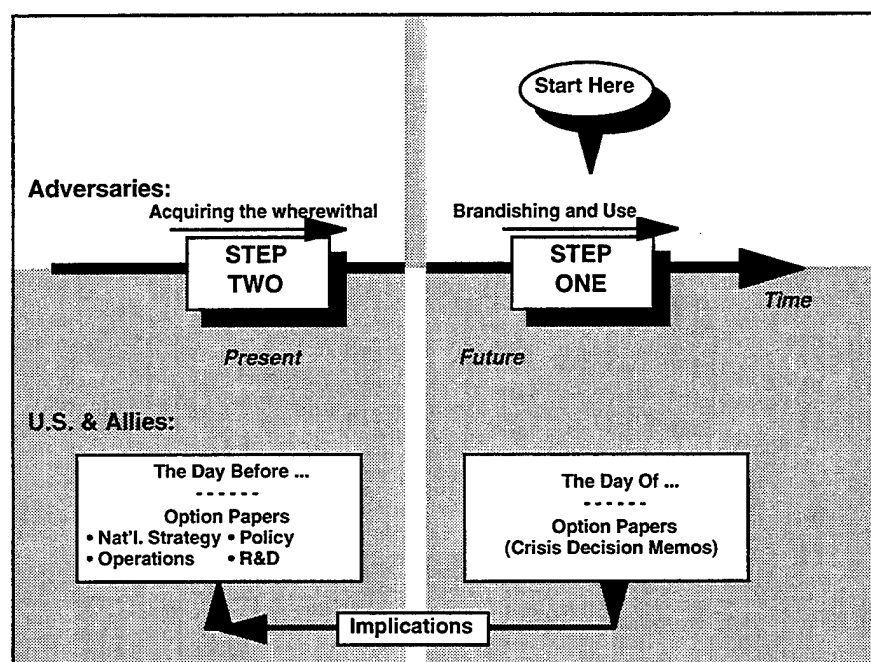 Start Here
Adversaries:
Acquiring the wherewithal
Brandishing and Use
STEP
TWO
STEP
ONE
Time
Present
Future
U.S. & Allies:
The Day Before ...
- - - - - -
Option Papers
• Nat'l. Strategy • Policy
• Operations • R&D
The Day Of ...
- - - - - -
Option Papers
(Crisis Decision Memos)
Implications